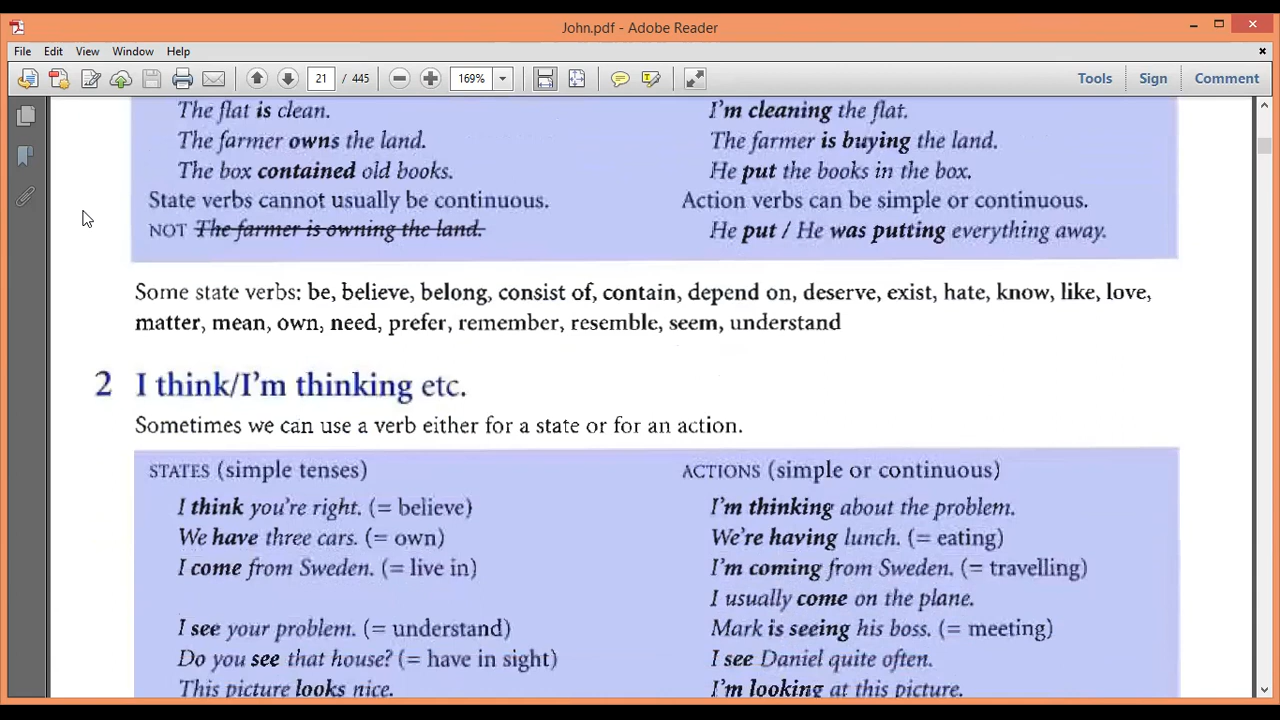 John.pdf - Adobe Reader
File Edit View Window Help
21 / 445 169% Tools Sign Comment
The flat is clean. I'm cleaning the flat.
The farmer owns the land. The farmer is buying the land.
The box contained old books. He put the books in the box.
State verbs cannot usually be continuous. Action verbs can be simple or continuous.
NOT The farmer is owning the land. He put / He was putting everything away.
Some state verbs: be, believe, belong, consist of, contain, depend on, deserve, exist, hate, know, like, love,
matter, mean, own, need, prefer, remember, resemble, seem, understand
2 I think/I'm thinking etc.
Sometimes we can use a verb either for a state or for an action.
STATES (simple tenses) ACTIONS (simple or continuous)
I think you're right. (= believe) I'm thinking about the problem.
We have three cars. (= own) We're having lunch. (= eating)
I come from Sweden. (= live in) I'm coming from Sweden. (= travelling)
I usually come on the plane.
I see your problem. (= understand) Mark is seeing his boss. (= meeting)
Do you see that house? (= have in sight) I see Daniel quite often.
This picture looks nice. I'm looking at this picture.